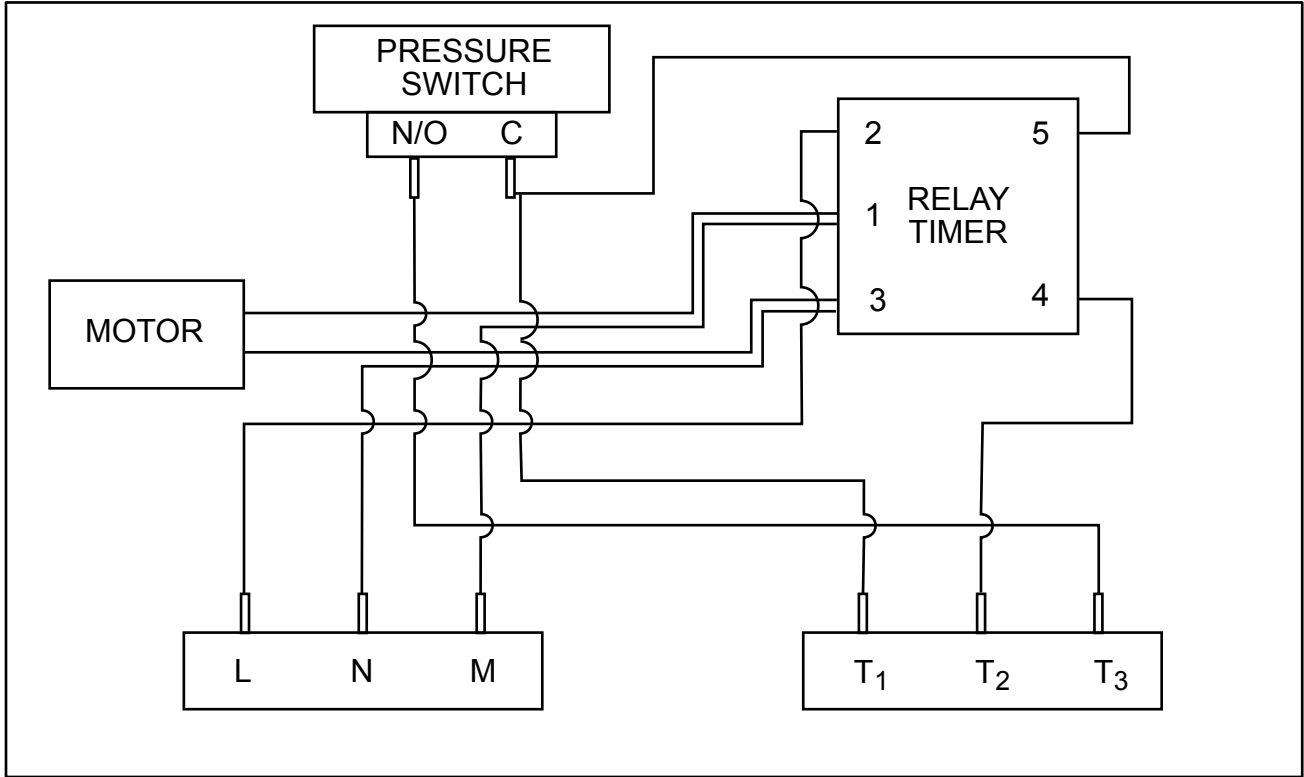 PRESSURE
SWITCH
N/O C
2 5
1 RELAY
TIMER
3 4
MOTOR
L N M
T1 T2 T3